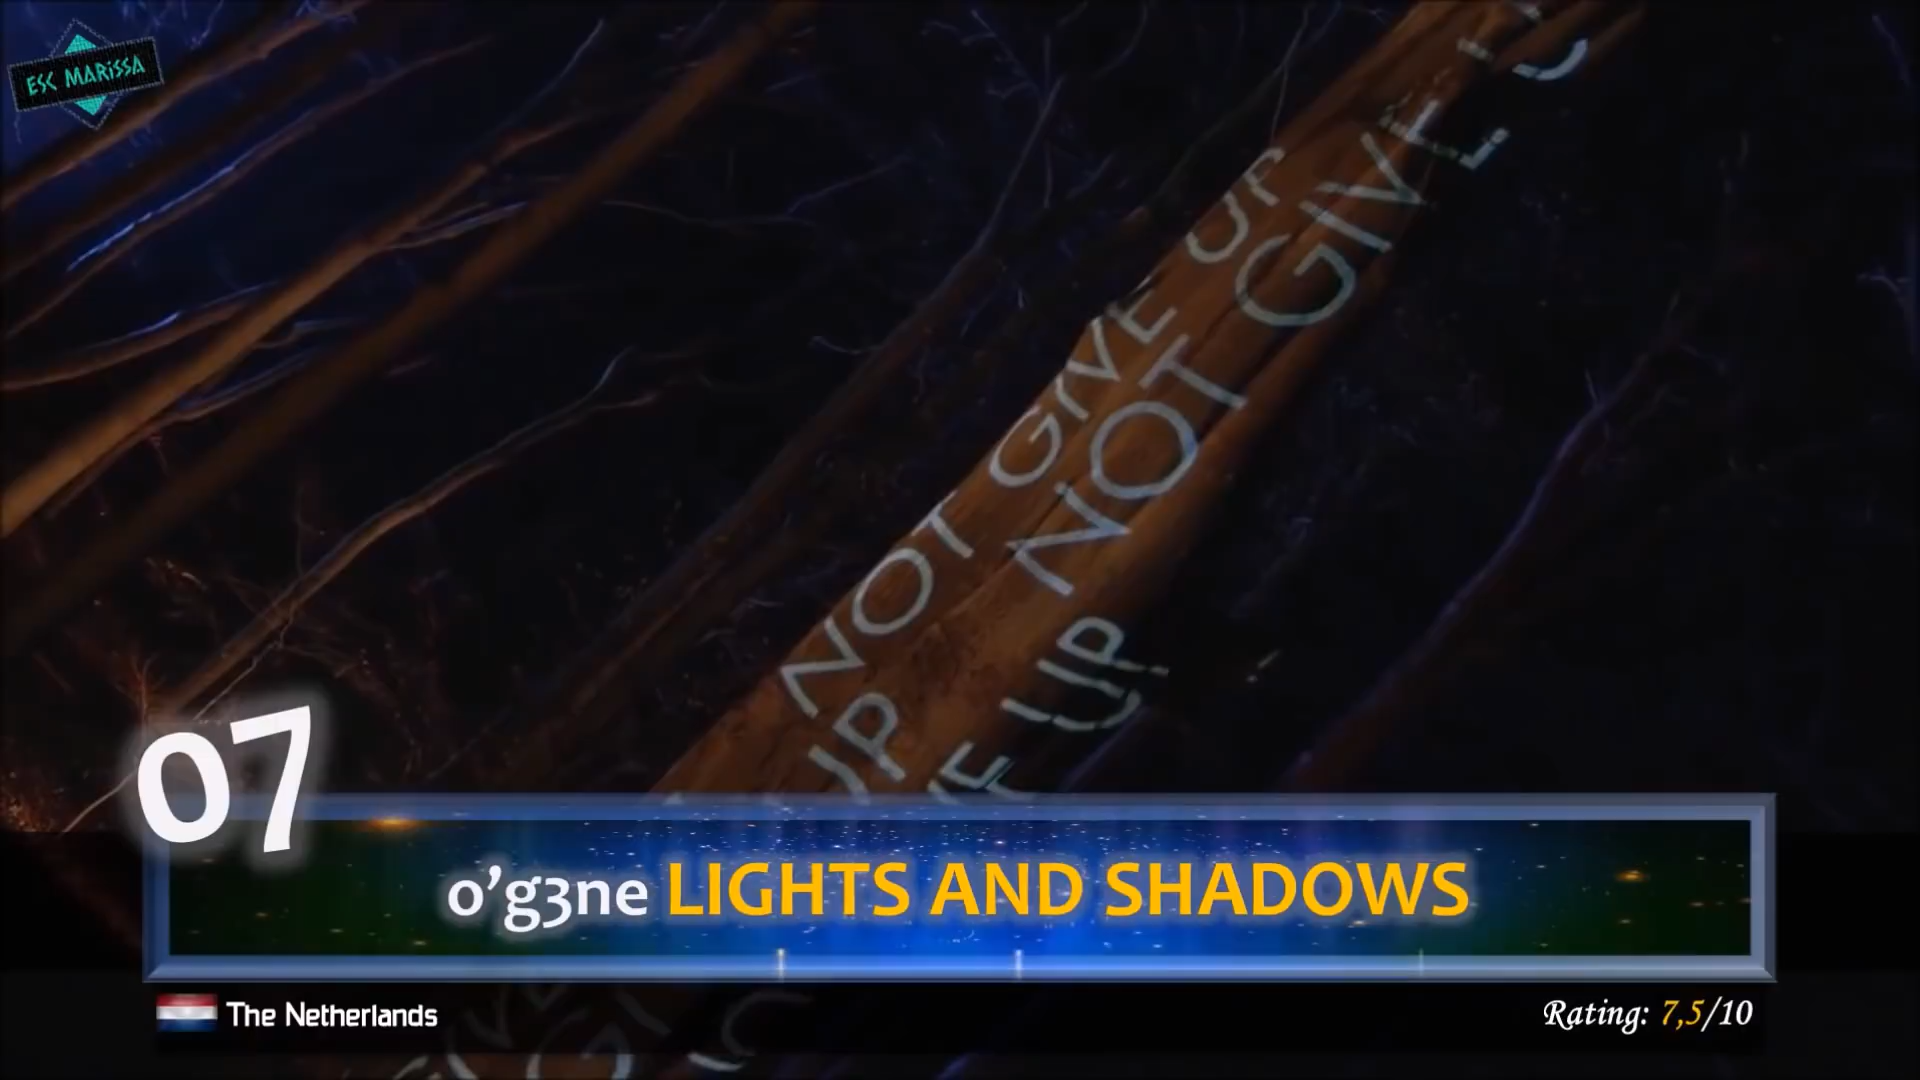 ESC MARiSSA
UP
NOT GIVE UP
NOT GIVE U
UP
07
o'g3ne LIGHTS AND SHADOWS
The Netherlands
Rating: 7,5/10